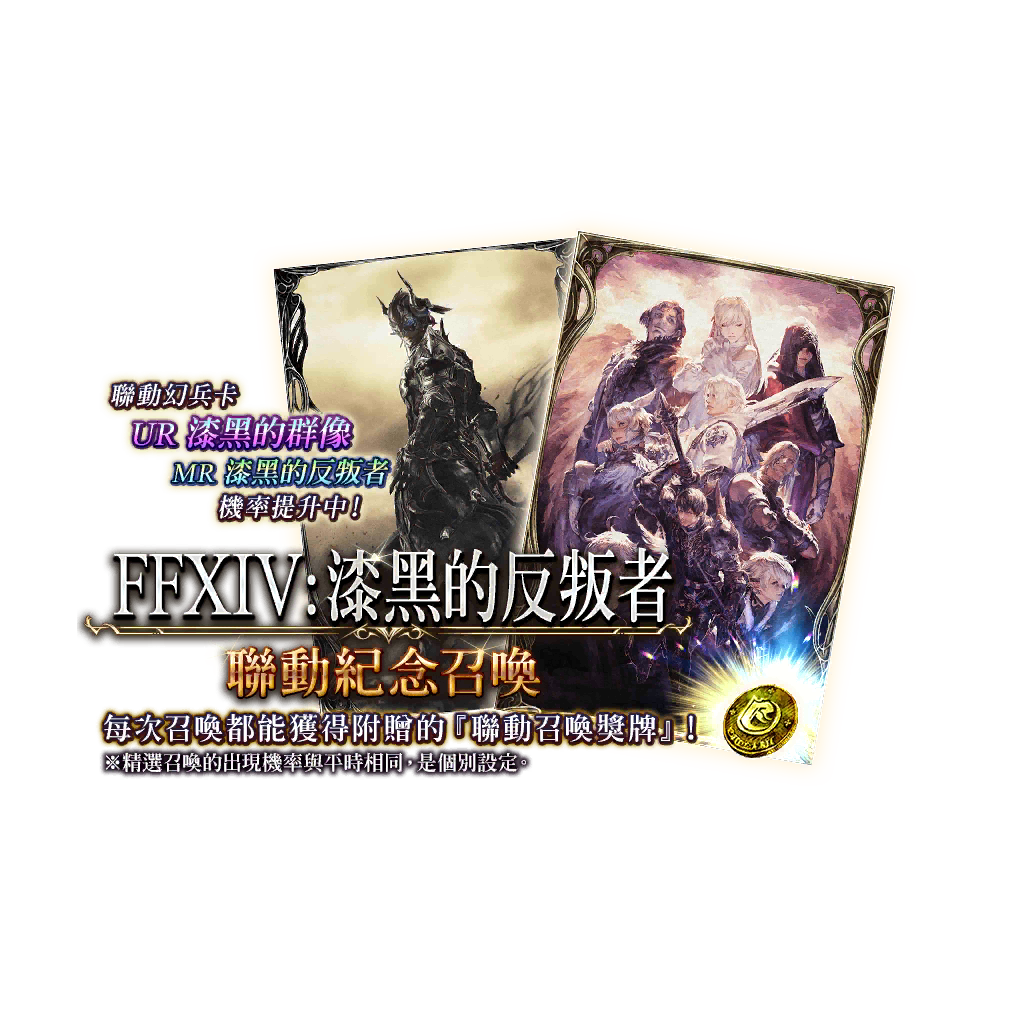 聯動幻兵卡
UR 漆黑的群像
MR 漆黑的反叛者
機率提升中!
FFXIV:漆黑的反叛者
聯動紀念召喚
每次召喚都能獲得附贈的『聯動召喚獎牌』!
※精選召喚的出現機率與平時相同,是個別設定。